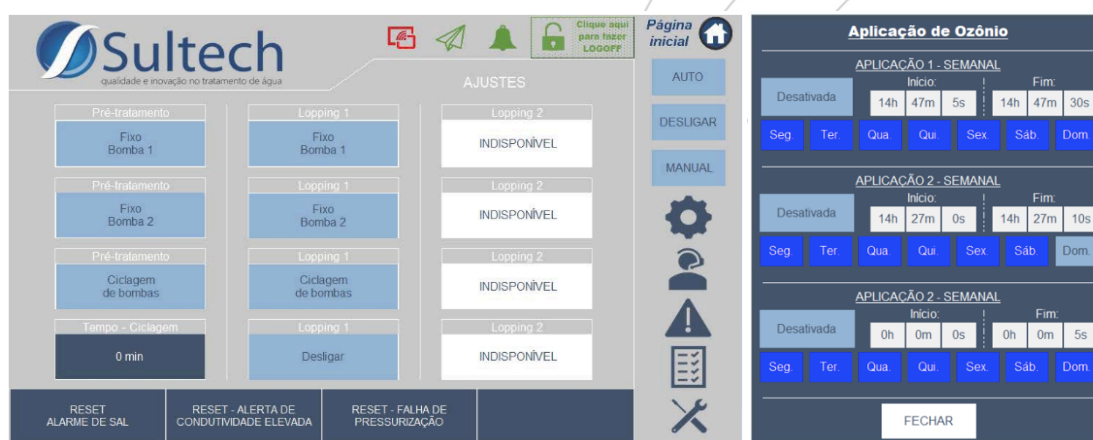 Sultech
qualidade e inovação no tratamento de água
Clique aqui
para fazer
LOGOFF
Página
inicial
AJUSTES
AUTO
DESLIGAR
MANUAL
Pré-tratamento
Fixo
Bomba 1
Lopping 1
Fixo
Bomba 1
Lopping 2
INDISPONÍVEL
Pré-tratamento
Fixo
Bomba 2
Lopping 1
Fixo
Bomba 2
Lopping 2
INDISPONÍVEL
Pré-tratamento
Ciclagem
de bombas
Lopping 1
Ciclagem
de bombas
Lopping 2
INDISPONÍVEL
Tempo - Ciclagem
0 min
Lopping 1
Desligar
Lopping 2
INDISPONÍVEL
RESET
ALARME DE SAL
RESET - ALERTA DE
CONDUTIVIDADE ELEVADA
RESET - FALHA DE
PRESSURIZAÇÃO
Aplicação de Ozônio
APLICAÇÃO 1 - SEMANAL
Início: Fim:
Desativada 14h 47m 5s 14h 47m 30s
Seg. Ter. Qua. Qui. Sex. Sáb. Dom.
APLICAÇÃO 2 - SEMANAL
Início: Fim:
Desativada 14h 27m 0s 14h 27m 10s
Seg. Ter. Qua. Qui. Sex. Sáb. Dom.
APLICAÇÃO 2 - SEMANAL
Início: Fim:
Desativada 0h 0m 0s 0h 0m 5s
Seg. Ter. Qua. Qui. Sex. Sáb. Dom.
FECHAR